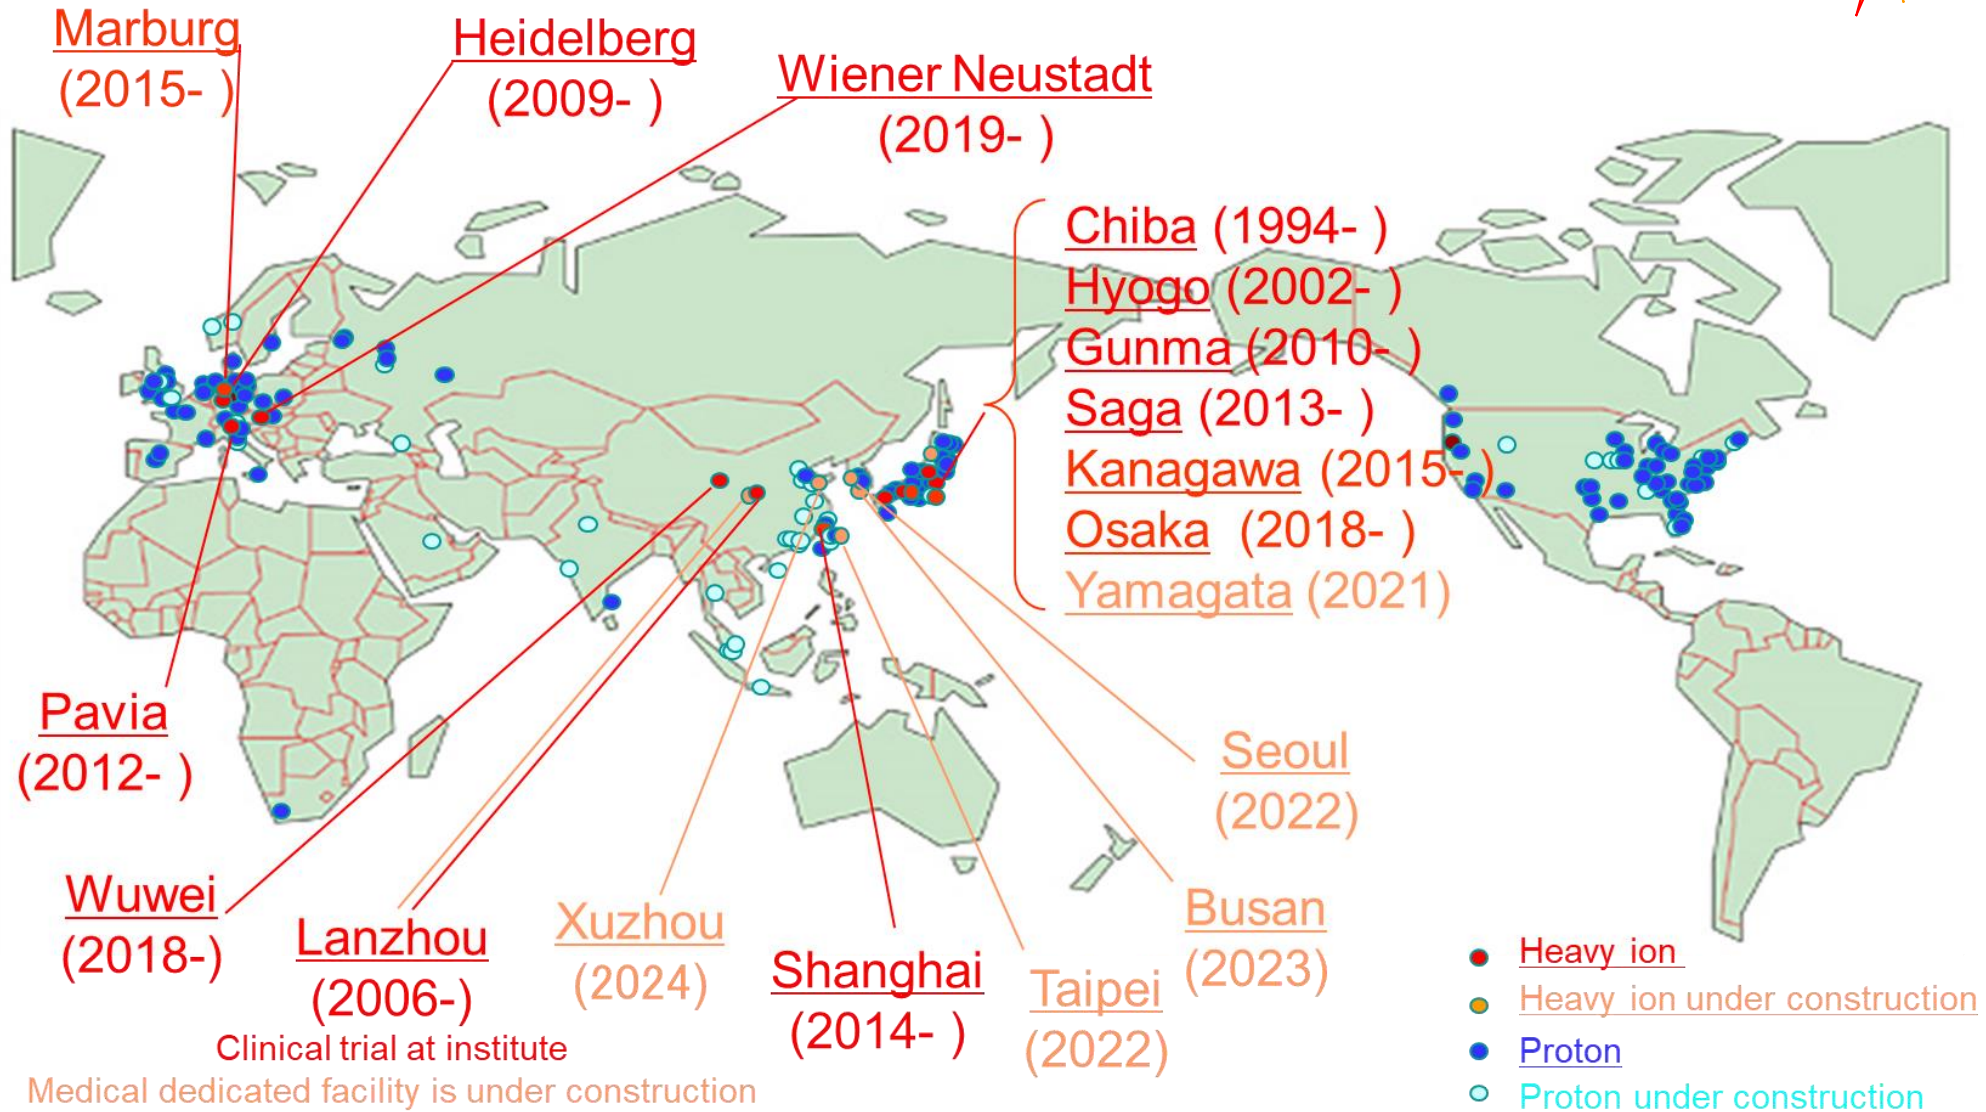 Marburg
(2015- )
Heidelberg
(2009- )
Wiener Neustadt
(2019- )
Chiba (1994- )
Hyogo (2002- )
Gunma (2010- )
Saga (2013- )
Kanagawa (2015- )
Osaka (2018- )
Yamagata (2021)
Pavia
(2012- )
Seoul
(2022)
Wuwei
(2018-)
Lanzhou
(2006-)
Clinical trial at institute
Medical dedicated facility is under construction
Xuzhou
(2024)
Shanghai
(2014- )
Taipei
(2022)
Busan
(2023)
Heavy ion
Heavy ion under construction
Proton
Proton under construction